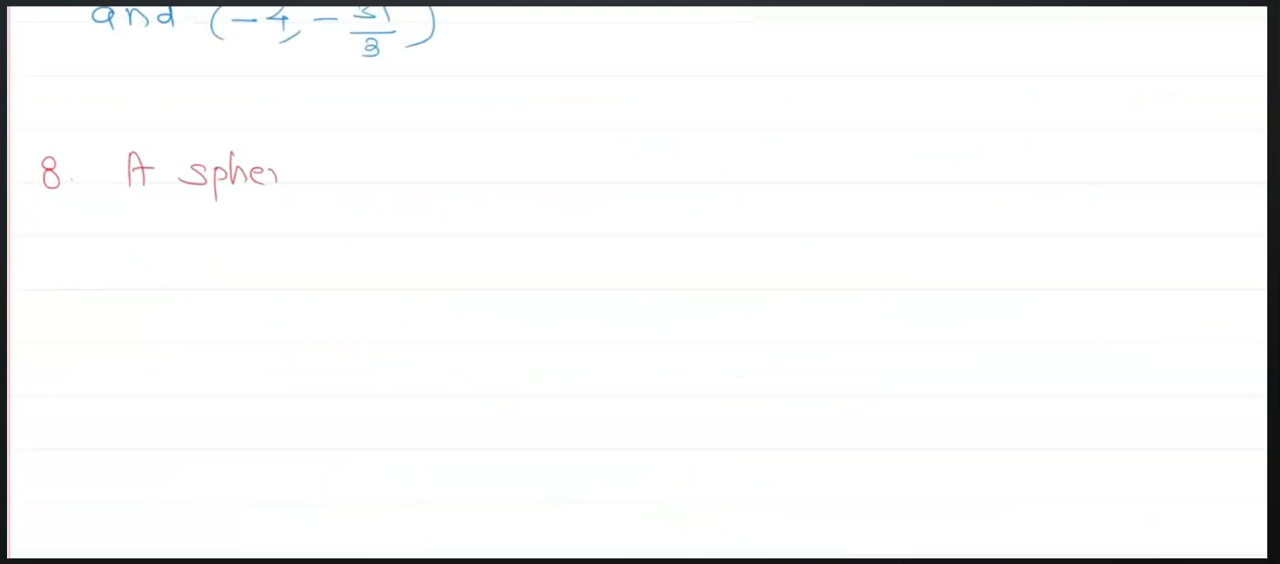 and (-4, -31/3)
8. A spher